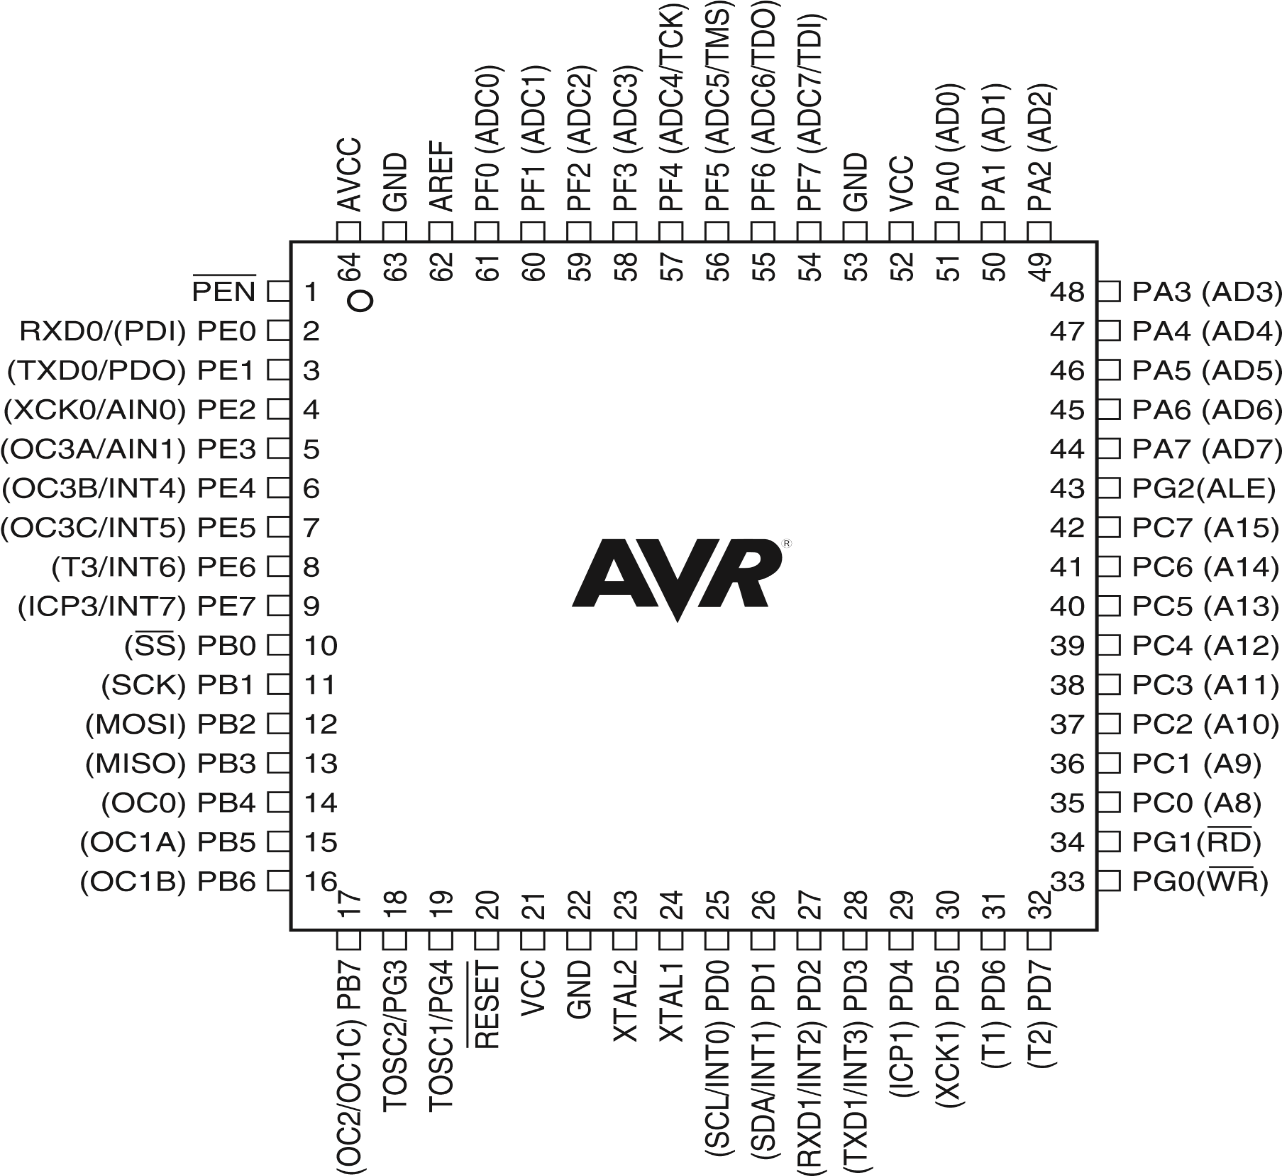 AVCC
GND
AREF
PF0 (ADC0)
PF1 (ADC1)
PF2 (ADC2)
PF3 (ADC3)
PF4 (ADC4/TCK)
PF5 (ADC5/TMS)
PF6 (ADC6/TDO)
PF7 (ADC7/TDI)
GND
VCC
PA0 (AD0)
PA1 (AD1)
PA2 (AD2)
64
63
62
61
60
59
58
57
56
55
54
53
52
51
50
49
PEN 1
RXD0/(PDI) PE0 2
(TXD0/PDO) PE1 3
(XCK0/AIN0) PE2 4
(OC3A/AIN1) PE3 5
(OC3B/INT4) PE4 6
(OC3C/INT5) PE5 7
(T3/INT6) PE6 8
(ICP3/INT7) PE7 9
(SS) PB0 10
(SCK) PB1 11
(MOSI) PB2 12
(MISO) PB3 13
(OC0) PB4 14
(OC1A) PB5 15
(OC1B) PB6 16
AVR®
48 PA3 (AD3)
47 PA4 (AD4)
46 PA5 (AD5)
45 PA6 (AD6)
44 PA7 (AD7)
43 PG2(ALE)
42 PC7 (A15)
41 PC6 (A14)
40 PC5 (A13)
39 PC4 (A12)
38 PC3 (A11)
37 PC2 (A10)
36 PC1 (A9)
35 PC0 (A8)
34 PG1(RD)
33 PG0(WR)
17
18
19
20
21
22
23
24
25
26
27
28
29
30
31
32
(OC2/OC1C) PB7
TOSC2/PG3
TOSC1/PG4
RESET
VCC
GND
XTAL2
XTAL1
(SCL/INT0) PD0
(SDA/INT1) PD1
(RXD1/INT2) PD2
(TXD1/INT3) PD3
(ICP1) PD4
(XCK1) PD5
(T1) PD6
(T2) PD7